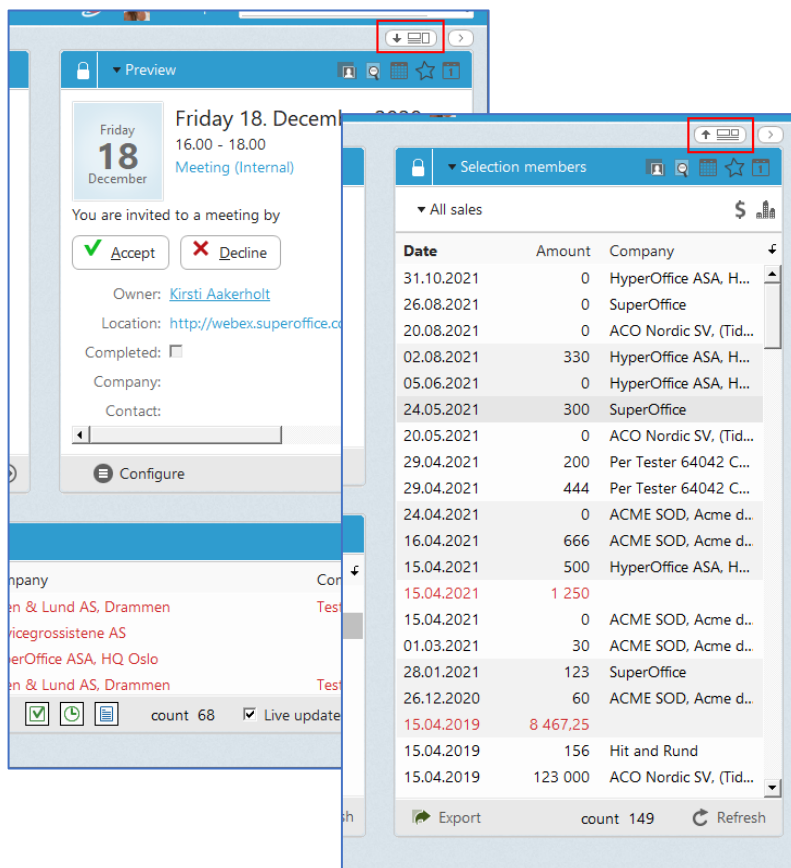 Preview
Friday
18
December
Friday 18. Decem
16.00 - 18.00
Meeting (Internal)
You are invited to a meeting by
Accept
Decline
Owner: Kirsti Aakerholt
Location: http://webex.superoffice.co
Completed:
Company:
Contact:
Configure
npany
Cor
en & Lund AS, Drammen
Test
vicegrossistene AS
erOffice ASA, HQ Oslo
en & Lund AS, Drammen
Test
count 68
Live update
sh
Selection members
1
All sales
$
Date Amount Company
31.10.2021 0 HyperOffice ASA, H...
26.08.2021 0 SuperOffice
20.08.2021 0 ACO Nordic SV, (Tid...
02.08.2021 330 HyperOffice ASA, H...
05.06.2021 0 HyperOffice ASA, H...
24.05.2021 300 SuperOffice
20.05.2021 0 ACO Nordic SV, (Tid...
29.04.2021 200 Per Tester 64042 C...
29.04.2021 444 Per Tester 64042 C...
24.04.2021 0 ACME SOD, Acme d...
16.04.2021 666 ACME SOD, Acme d...
15.04.2021 500 HyperOffice ASA, H...
15.04.2021 1 250
15.04.2021 0 ACME SOD, Acme d...
01.03.2021 30 ACME SOD, Acme d...
28.01.2021 123 SuperOffice
26.12.2020 60 ACME SOD, Acme d...
15.04.2019 8 467,25
15.04.2019 156 Hit and Rund
15.04.2019 123 000 ACO Nordic SV, (Tid...
Export
count 149
Refresh